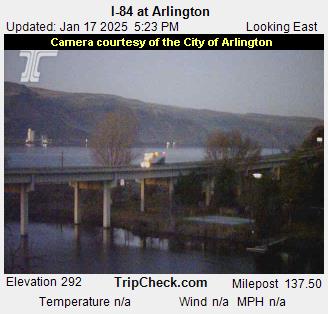 I-84 at Arlington
Updated: Jan 17 2025 5:23 PM Looking East
Camera courtesy of the City of Arlington
Elevation 292 TripCheck.com Milepost 137.50
Temperature n/a Wind n/a MPH n/a